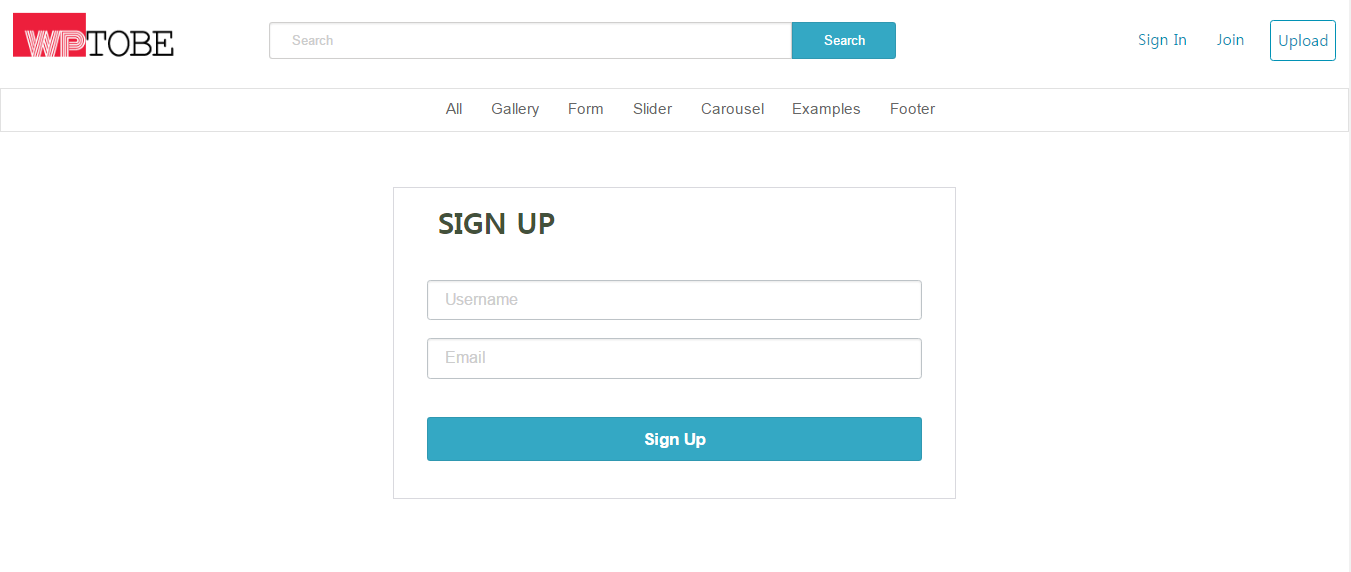 WPTOBE
Search Search
Sign In Join Upload
All Gallery Form Slider Carousel Examples Footer
SIGN UP
Username
Email
Sign Up